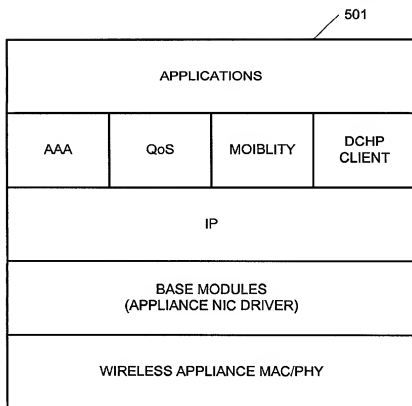 501
APPLICATIONS
AAA
QoS
MOIBLITY
DCHP
CLIENT
IP
BASE MODULES
(APPLIANCE NIC DRIVER)
WIRELESS APPLIANCE MAC/PHY